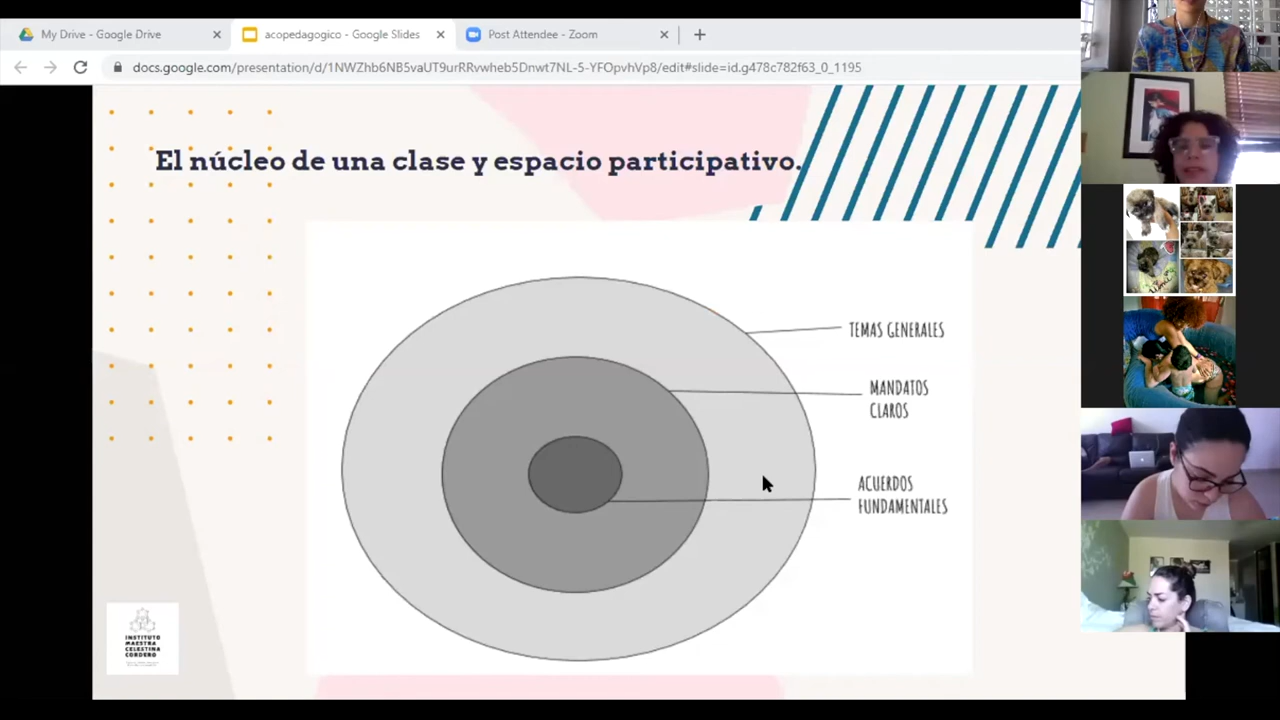 My Drive - Google Drive
acopedagogico - Google Slides
Post Attendee - Zoom
docs.google.com/presentation/d/1NWZhb6NB5vaUT9urRRvwheb5Dnwt7NL-5-YFOpvhVp8/edit#slide=id.g478c782f63_0_1195
El núcleo de una clase y espacio participativo.
TEMAS GENERALES
MANDATOS
CLAROS
ACUERDOS
FUNDAMENTALES
INSTITUTO
MAESTRA
CELESTINA
CORDERO